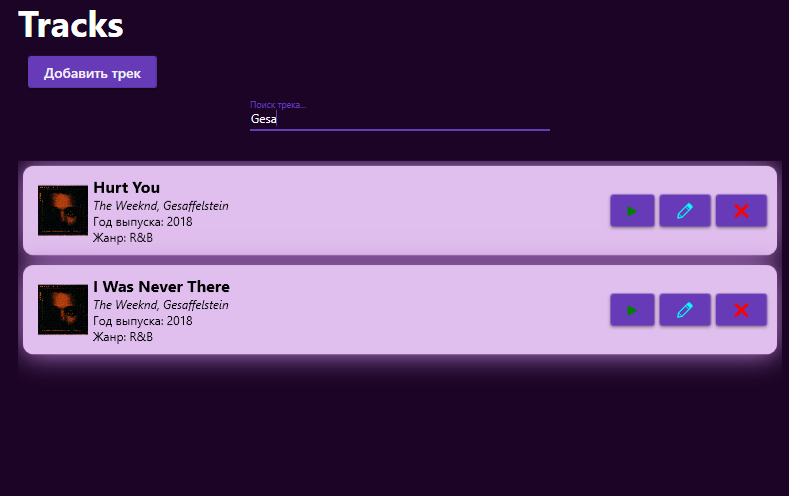 Tracks
Добавить трек
Поиск трека...
Gesa
Hurt You
The Weeknd, Gesaffelstein
Год выпуска: 2018
Жанр: R&B
I Was Never There
The Weeknd, Gesaffelstein
Год выпуска: 2018
Жанр: R&B